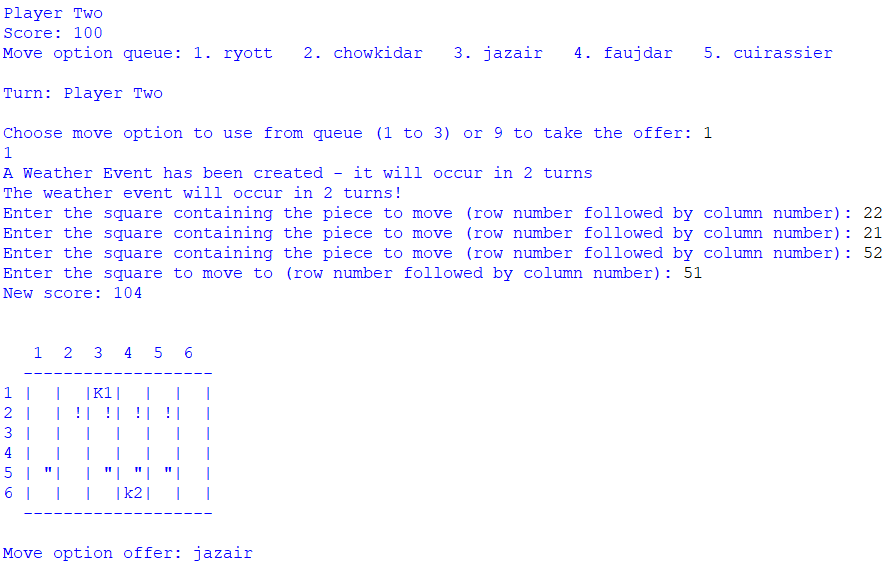 Player Two
Score: 100
Move option queue: 1. ryott   2. chowkidar   3. jazair   4. faujdar   5. cuirassier
Turn: Player Two
Choose move option to use from queue (1 to 3) or 9 to take the offer: 1
1
A Weather Event has been created - it will occur in 2 turns
The weather event will occur in 2 turns!
Enter the square containing the piece to move (row number followed by column number): 22
Enter the square containing the piece to move (row number followed by column number): 21
Enter the square containing the piece to move (row number followed by column number): 52
Enter the square to move to (row number followed by column number): 51
New score: 104
   1  2  3  4  5  6
  -------------------
1 |  |  |K1|  |  |  |
2 |  | !| !| !| !|  |
3 |  |  |  |  |  |  |
4 |  |  |  |  |  |  |
5 | "|  | "| "| "|  |
6 |  |  |  |k2|  |  |
  -------------------
Move option offer: jazair